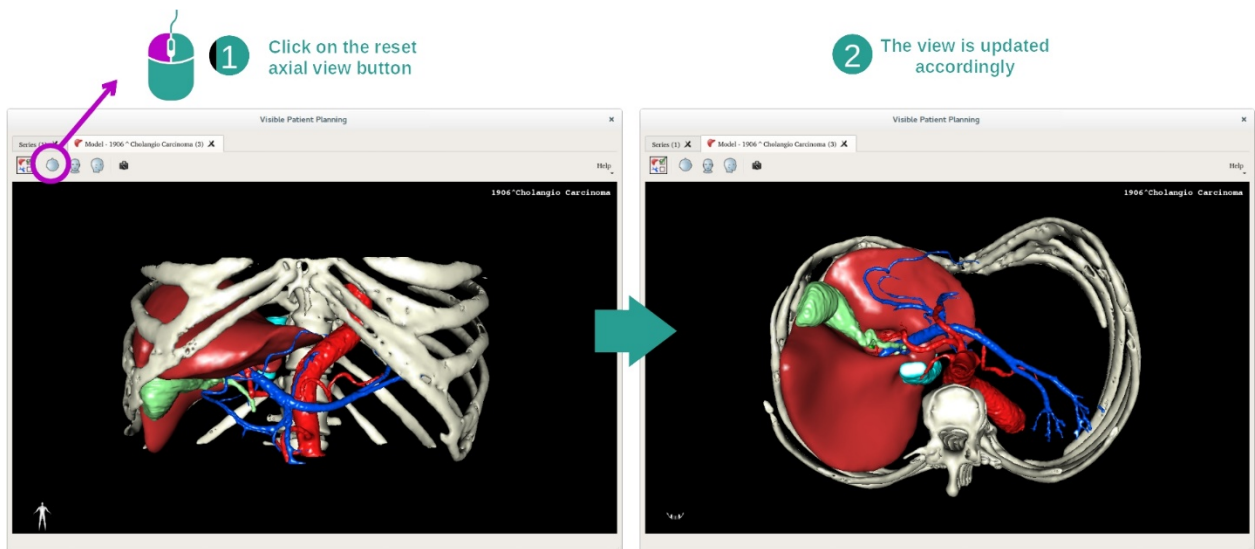 1 Click on the reset
axial view button
2 The view is updated
accordingly
Visible Patient Planning
Model - 1906 ^ Cholangio Carcinoma (3)
Help
1906^Cholangio Carcinoma
Visible Patient Planning
Series (1)
Model - 1906 ^ Cholangio Carcinoma (3)
Help
1906^Cholangio Carcinoma